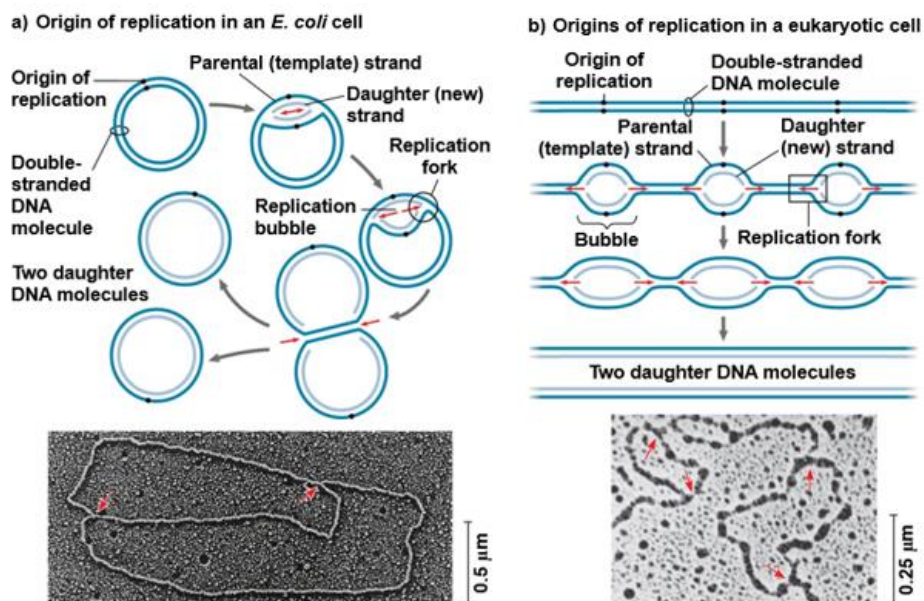 a) Origin of replication in an E. coli cell
Origin of
replication
Parental (template) strand
Daughter (new)
strand
Replication
fork
Double-
stranded
DNA
molecule
Replication
bubble
Two daughter
DNA molecules
0.5 μm
b) Origins of replication in a eukaryotic cell
Origin of
replication
Double-stranded
DNA molecule
Parental
(template) strand
Daughter
(new) strand
Bubble
Replication fork
Two daughter DNA molecules
0.25 μm